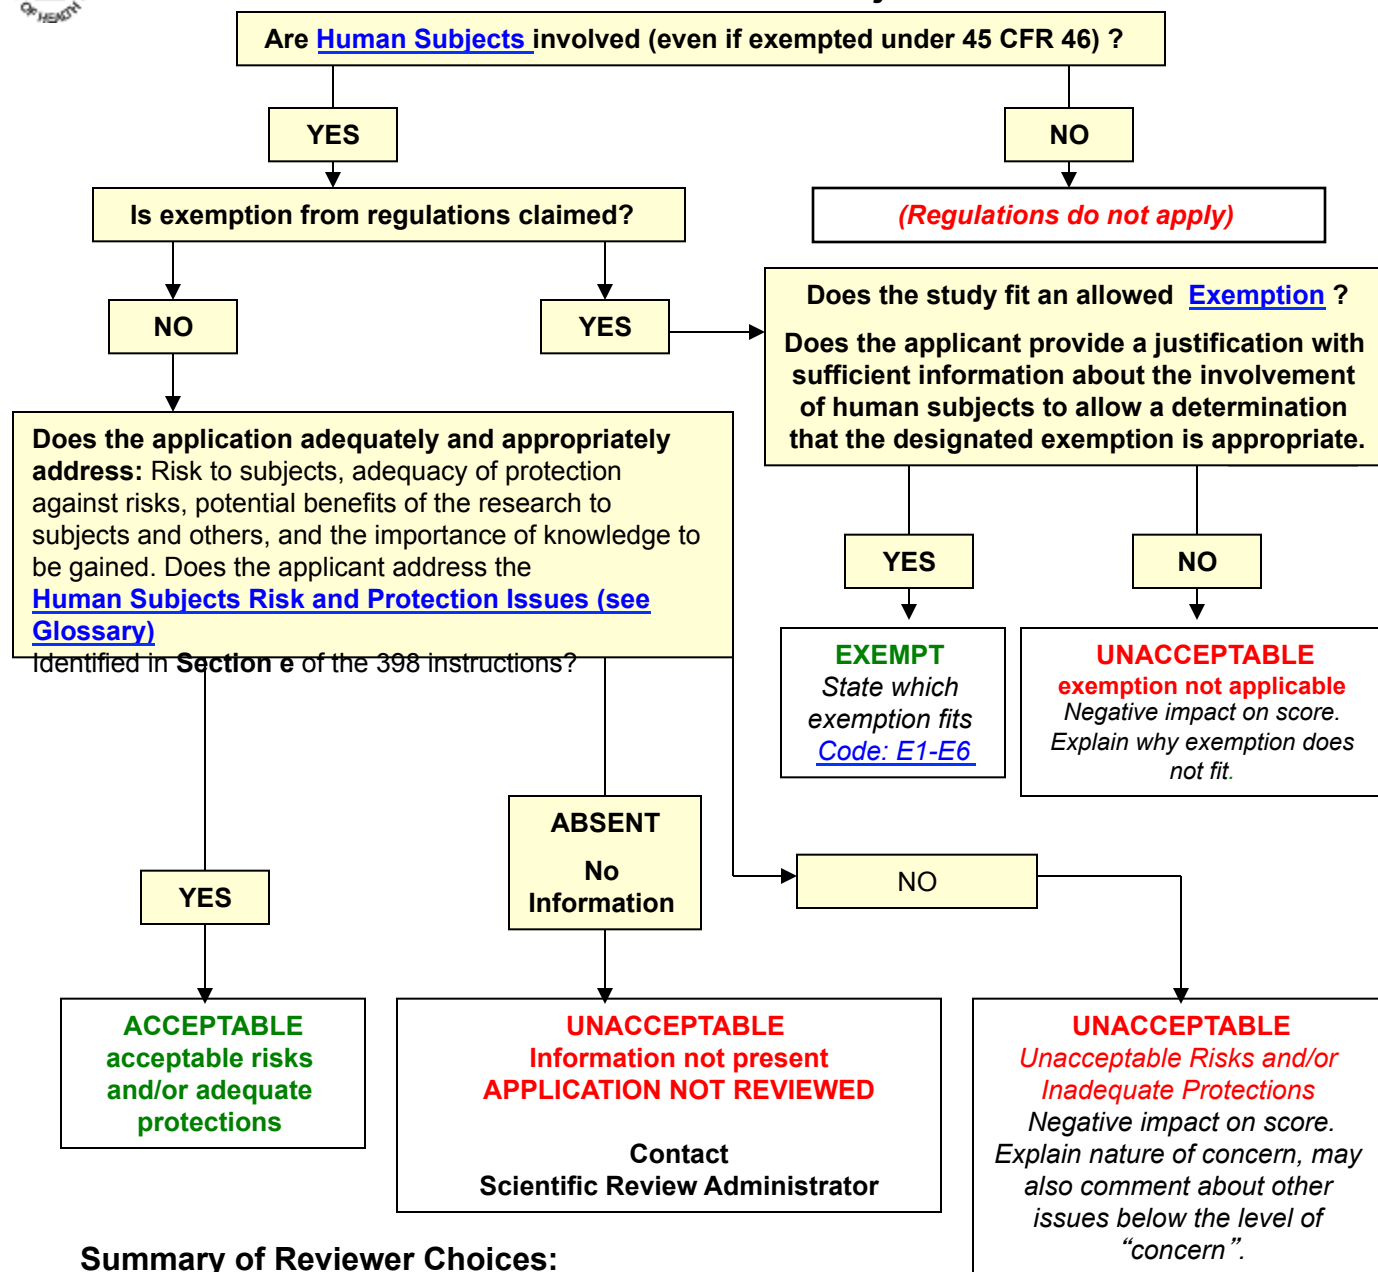 OF HEALTH
Are Human Subjects involved (even if exempted under 45 CFR 46) ?
YES
NO
Is exemption from regulations claimed?
(Regulations do not apply)
NO
YES
Does the study fit an allowed Exemption ?
Does the applicant provide a justification with
sufficient information about the involvement
of human subjects to allow a determination
that the designated exemption is appropriate.
Does the application adequately and appropriately
address: Risk to subjects, adequacy of protection
against risks, potential benefits of the research to
subjects and others, and the importance of knowledge to
be gained. Does the applicant address the
Human Subjects Risk and Protection Issues (see
Glossary)
Identified in Section e of the 398 instructions?
YES
NO
EXEMPT
State which
exemption fits
Code: E1-E6
UNACCEPTABLE
exemption not applicable
Negative impact on score.
Explain why exemption does
not fit.
ABSENT
No
Information
NO
YES
ACCEPTABLE
acceptable risks
and/or adequate
protections
UNACCEPTABLE
Information not present
APPLICATION NOT REVIEWED
Contact
Scientific Review Administrator
UNACCEPTABLE
Unacceptable Risks and/or
Inadequate Protections
Negative impact on score.
Explain nature of concern, may
also comment about other
issues below the level of
“concern”.
Summary of Reviewer Choices: